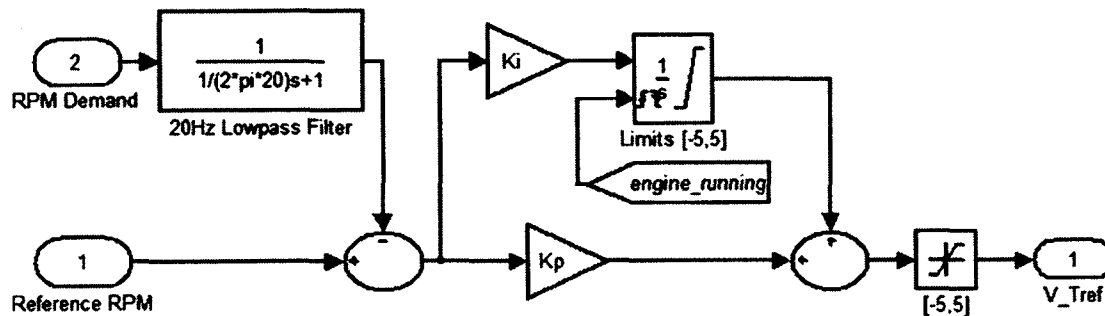 2
RPM Demand
1
1/(2*pi*20)s+1
20Hz Lowpass Filter
Ki
1
s
Limits [-5,5]
engine_running
1
Reference RPM
-
+
Kp
+
+
[-5,5]
1
V_Tref